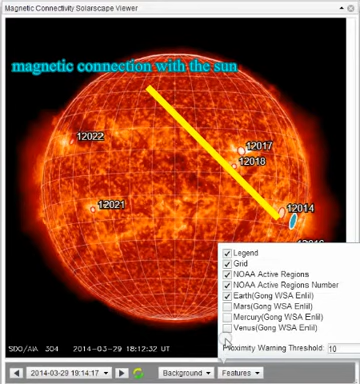 Magnetic Connectivity Solarscape Viewer
magnetic connection with the sun
12022
12017
12018
12021
12014
Legend
Grid
NOAA Active Regions
NOAA Active Regions Number
Earth(Gong WSA Enlil)
Mars(Gong WSA Enlil)
Mercury(Gong WSA Enlil)
Venus(Gong WSA Enlil)
Proximity Warning Threshold: 10
SDO/AIA 304 2014-03-29 18:12:32 UT
2014-03-29 19:14:17
Background
Features